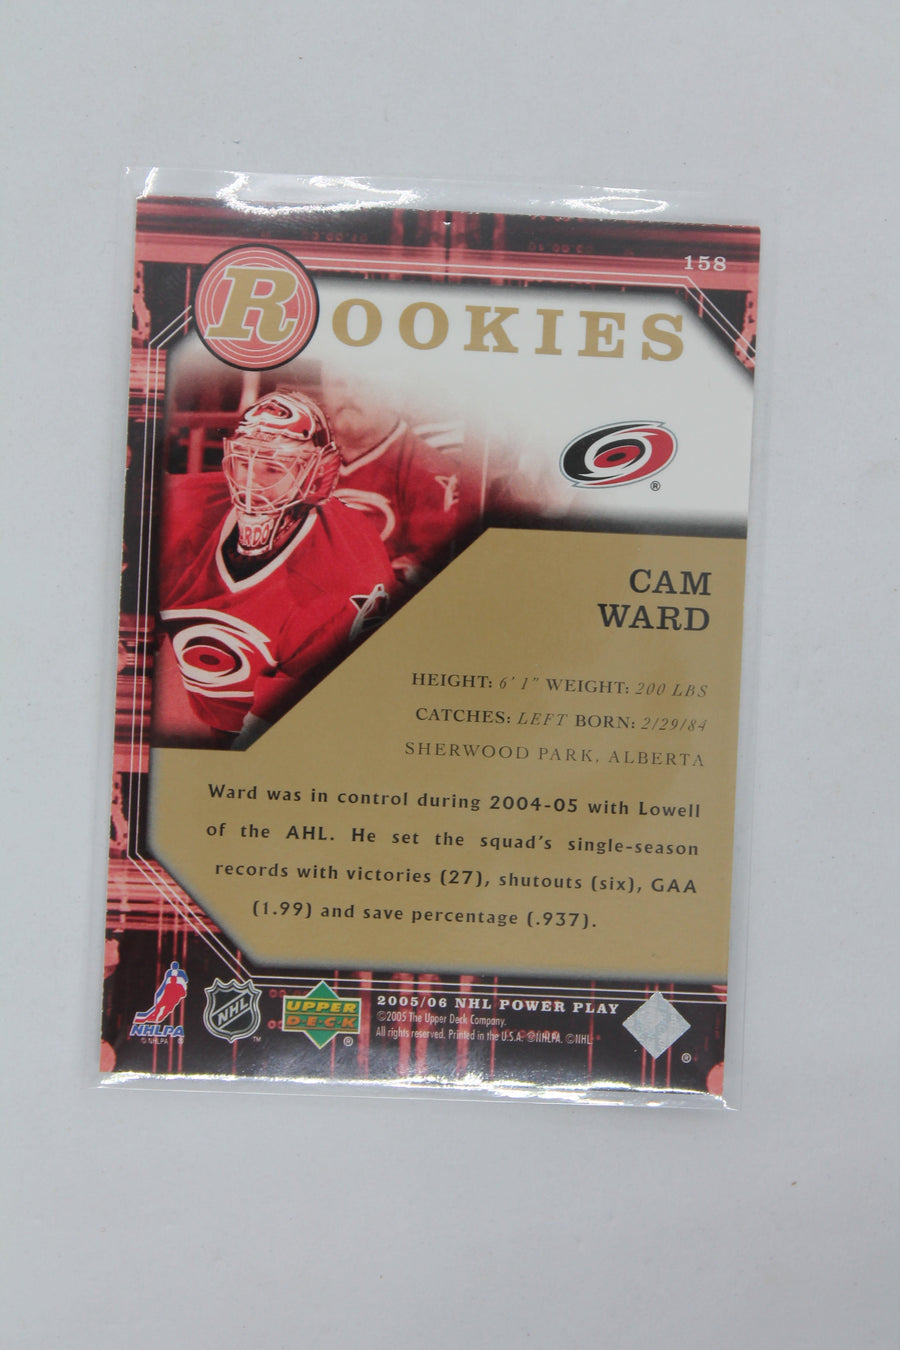 158
ROOKIES
®
CAM
WARD
HEIGHT: 6' 1" WEIGHT: 200 LBS
CATCHES: LEFT BORN: 2/29/84
SHERWOOD PARK, ALBERTA
Ward was in control during 2004-05 with Lowell
of the AHL. He set the squad's single-season
records with victories (27), shutouts (six), GAA
(1.99) and save percentage (.937).
NHLPA
© NHLPA ®
NHL
™
UPPER
DECK
®
2005/06 NHL POWER PLAY
©2005 The Upper Deck Company.
All rights reserved. Printed in the U.S.A. ©NHLPA. ©NHL
®